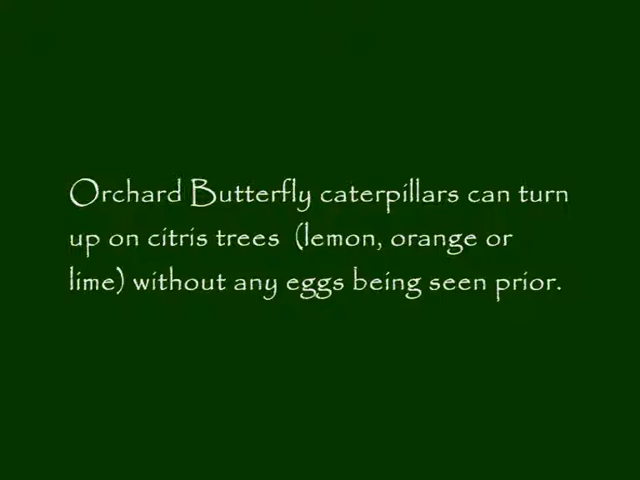 Orchard Butterfly caterpillars can turn
up on citris trees (lemon, orange or
lime) without any eggs being seen prior.